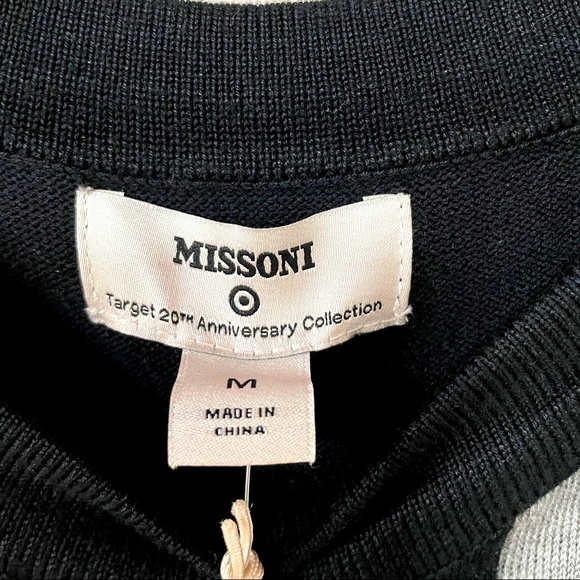 MISSONI
Target 20TH Anniversary Collection
M
MADE IN
CHINA